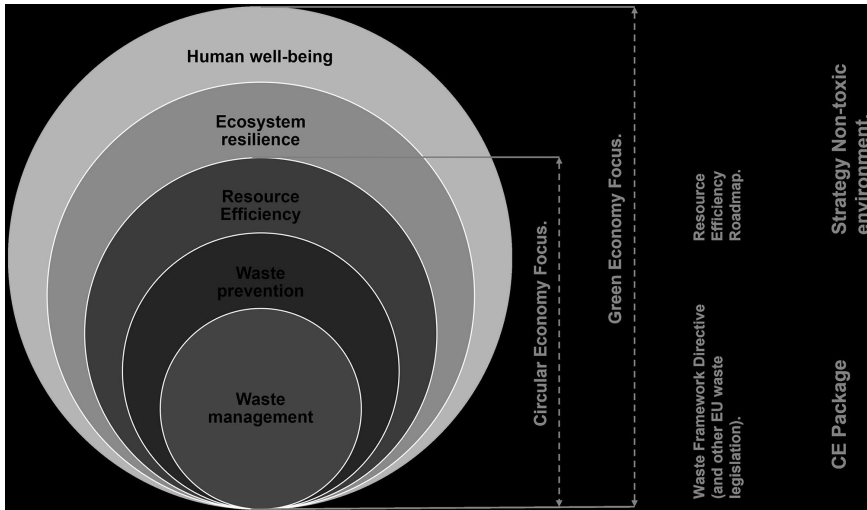 Human well-being
Ecosystem
resilience
Resource
Efficiency
Waste
prevention
Waste
management
Circular Economy Focus.
Green Economy Focus.
Resource
Efficiency
Roadmap.
Waste Framework Directive
(and other EU waste
legislation).
Strategy Non-toxic
environment.
CE Package